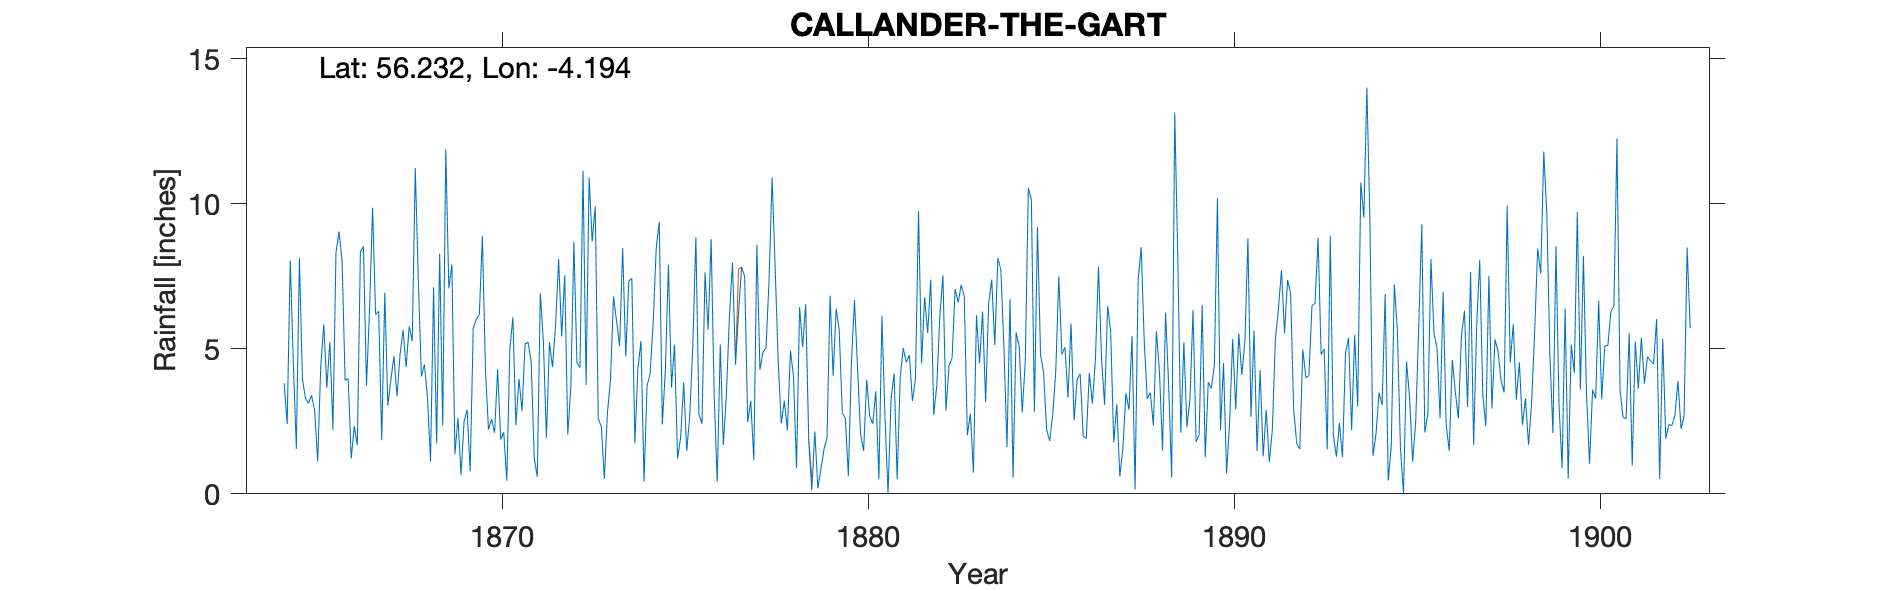 CALLANDER-THE-GART
Lat: 56.232, Lon: -4.194
Rainfall [inches]
15
10
5
0
1870 1880 1890 1900
Year